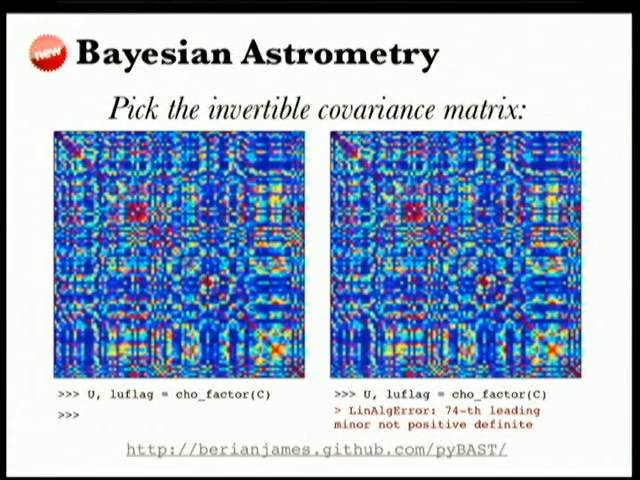 new Bayesian Astrometry
Pick the invertible covariance matrix:
>>> U, luflag = cho_factor(C)
>>>
>>> U, luflag = cho_factor(C)
> LinAlgError: 74-th leading
minor not positive definite
http://berianjames.github.com/pyBAST/